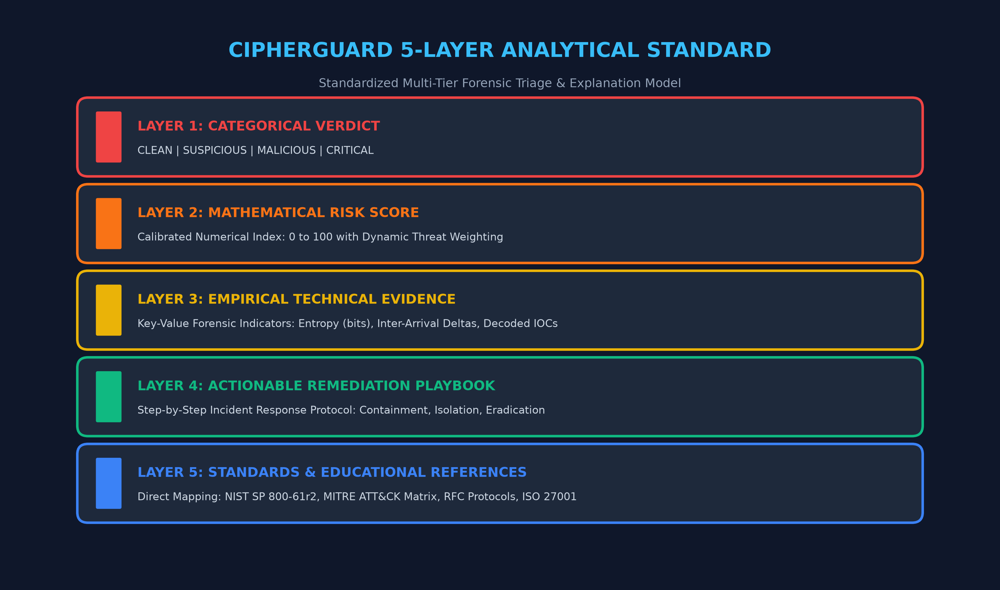 CIPHERGUARD 5-LAYER ANALYTICAL STANDARD
Standardized Multi-Tier Forensic Triage & Explanation Model
LAYER 1: CATEGORICAL VERDICT
CLEAN | SUSPICIOUS | MALICIOUS | CRITICAL
LAYER 2: MATHEMATICAL RISK SCORE
Calibrated Numerical Index: 0 to 100 with Dynamic Threat Weighting
LAYER 3: EMPIRICAL TECHNICAL EVIDENCE
Key-Value Forensic Indicators: Entropy (bits), Inter-Arrival Deltas, Decoded IOCs
LAYER 4: ACTIONABLE REMEDIATION PLAYBOOK
Step-by-Step Incident Response Protocol: Containment, Isolation, Eradication
LAYER 5: STANDARDS & EDUCATIONAL REFERENCES
Direct Mapping: NIST SP 800-61r2, MITRE ATT&CK Matrix, RFC Protocols, ISO 27001